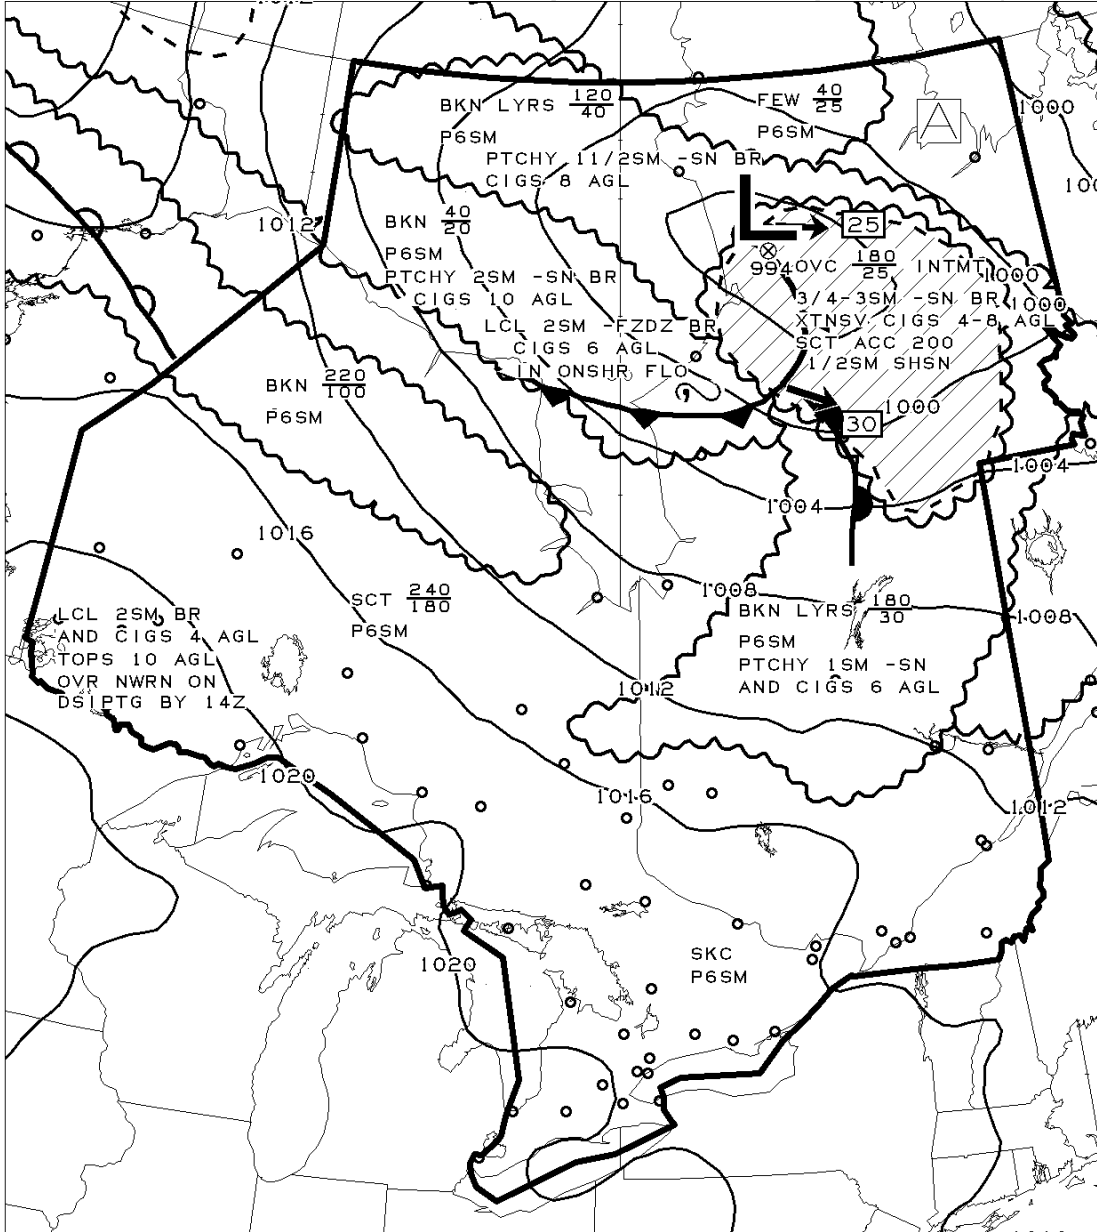 1012
BKN LYRS 120
40
P6SM
FEW 40
25
P6SM
A
1000
100
PTCHY 11/2SM -SN BR
CIGS 8 AGL
1012
BKN 40
20
P6SM
PTCHY 2SM -SN BR
CIGS 10 AGL
LCL 2SM -FZDZ BR
CIGS 6 AGL
IN ONSHR FLO
L
25
994
OVC 180
25 INTMT
3/4-3SM -SN BR
XTNSV CIGS 4-8 AGL
SCT ACC 200
1/2SM SHSN
1000
1000
BKN 220
100
P6SM
1000
30
1004
1004
1016
SCT 240
180
P6SM
1008
BKN LYRS 180
30
P6SM
PTCHY 1SM -SN
AND CIGS 6 AGL
1008
LCL 2SM BR
AND CIGS 4 AGL
TOPS 10 AGL
OVR NWRN ON
DSIPTG BY 14Z
1012
1020
1016
1012
1020
SKC
P6SM